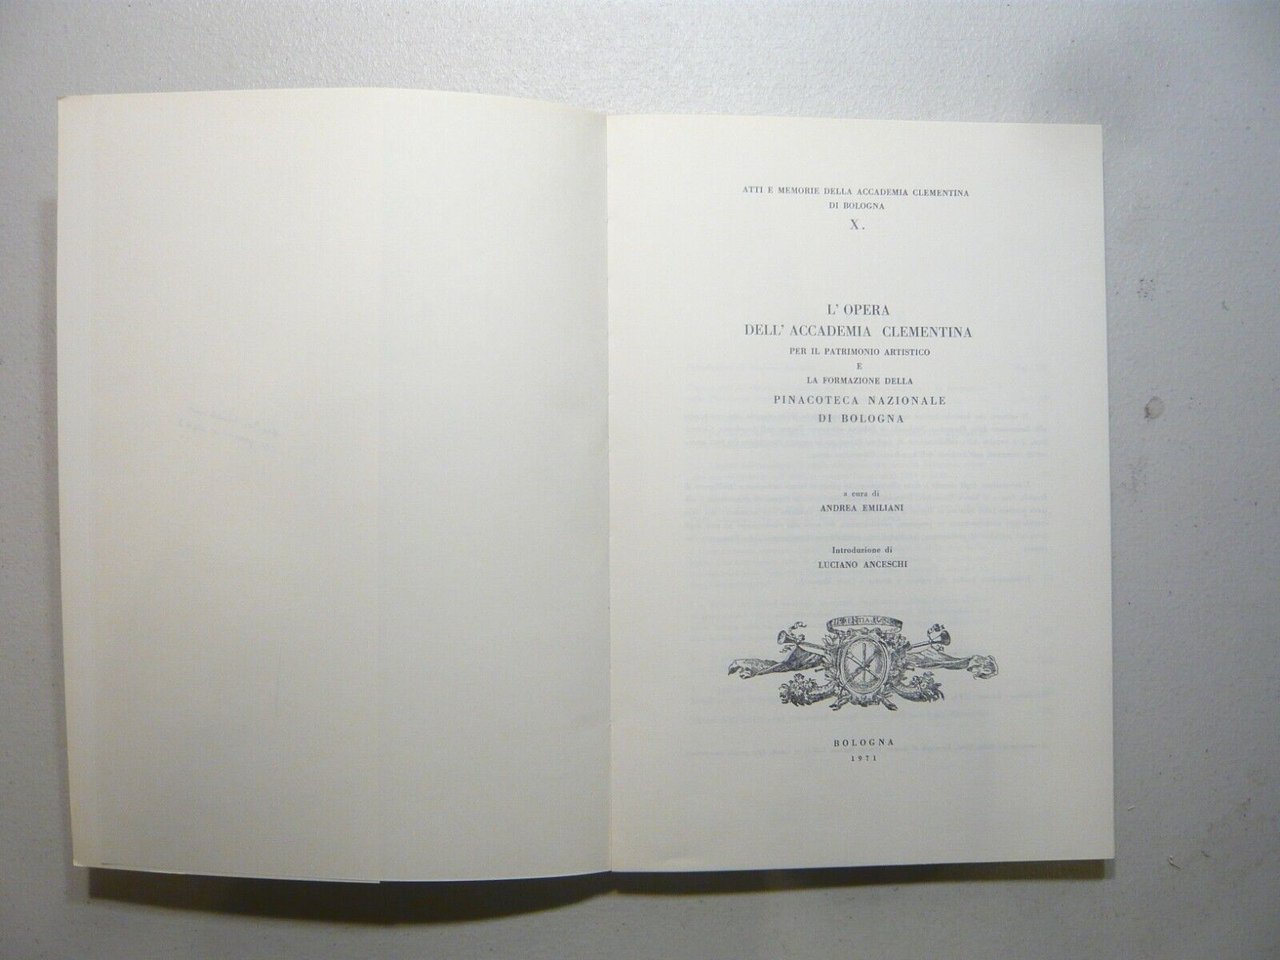 ATTI E MEMORIE DELLA ACCADEMIA CLEMENTINA
DI BOLOGNA
X.
L'OPERA
DELL'ACCADEMIA CLEMENTINA
PER IL PATRIMONIO ARTISTICO
E
LA FORMAZIONE DELLA
PINACOTECA NAZIONALE
DI BOLOGNA
a cura di
ANDREA EMILIANI
Introduzione di
LUCIANO ANCESCHI
BOLOGNA
1971